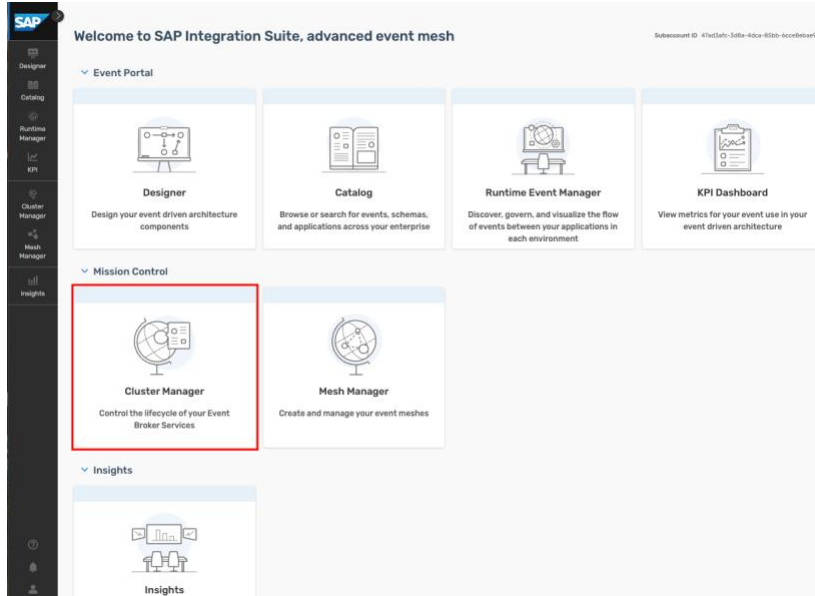 SAP
Welcome to SAP Integration Suite, advanced event mesh
Designer
Catalog
Runtime
Manager
KPI
Cluster
Manager
Mesh
Manager
Insights
Event Portal
Designer
Design your event driven architecture
components
Catalog
Browse or search for events, schemas,
and applications across your enterprise
Runtime Event Manager
Discover, govern, and visualize the flow
of events between your applications in
each environment
KPI Dashboard
View metrics for your event use in your
event driven architecture
Mission Control
Cluster Manager
Control the lifecycle of your Event
Broker Services
Mesh Manager
Create and manage your event meshes
Insights
Insights
Subaccount ID